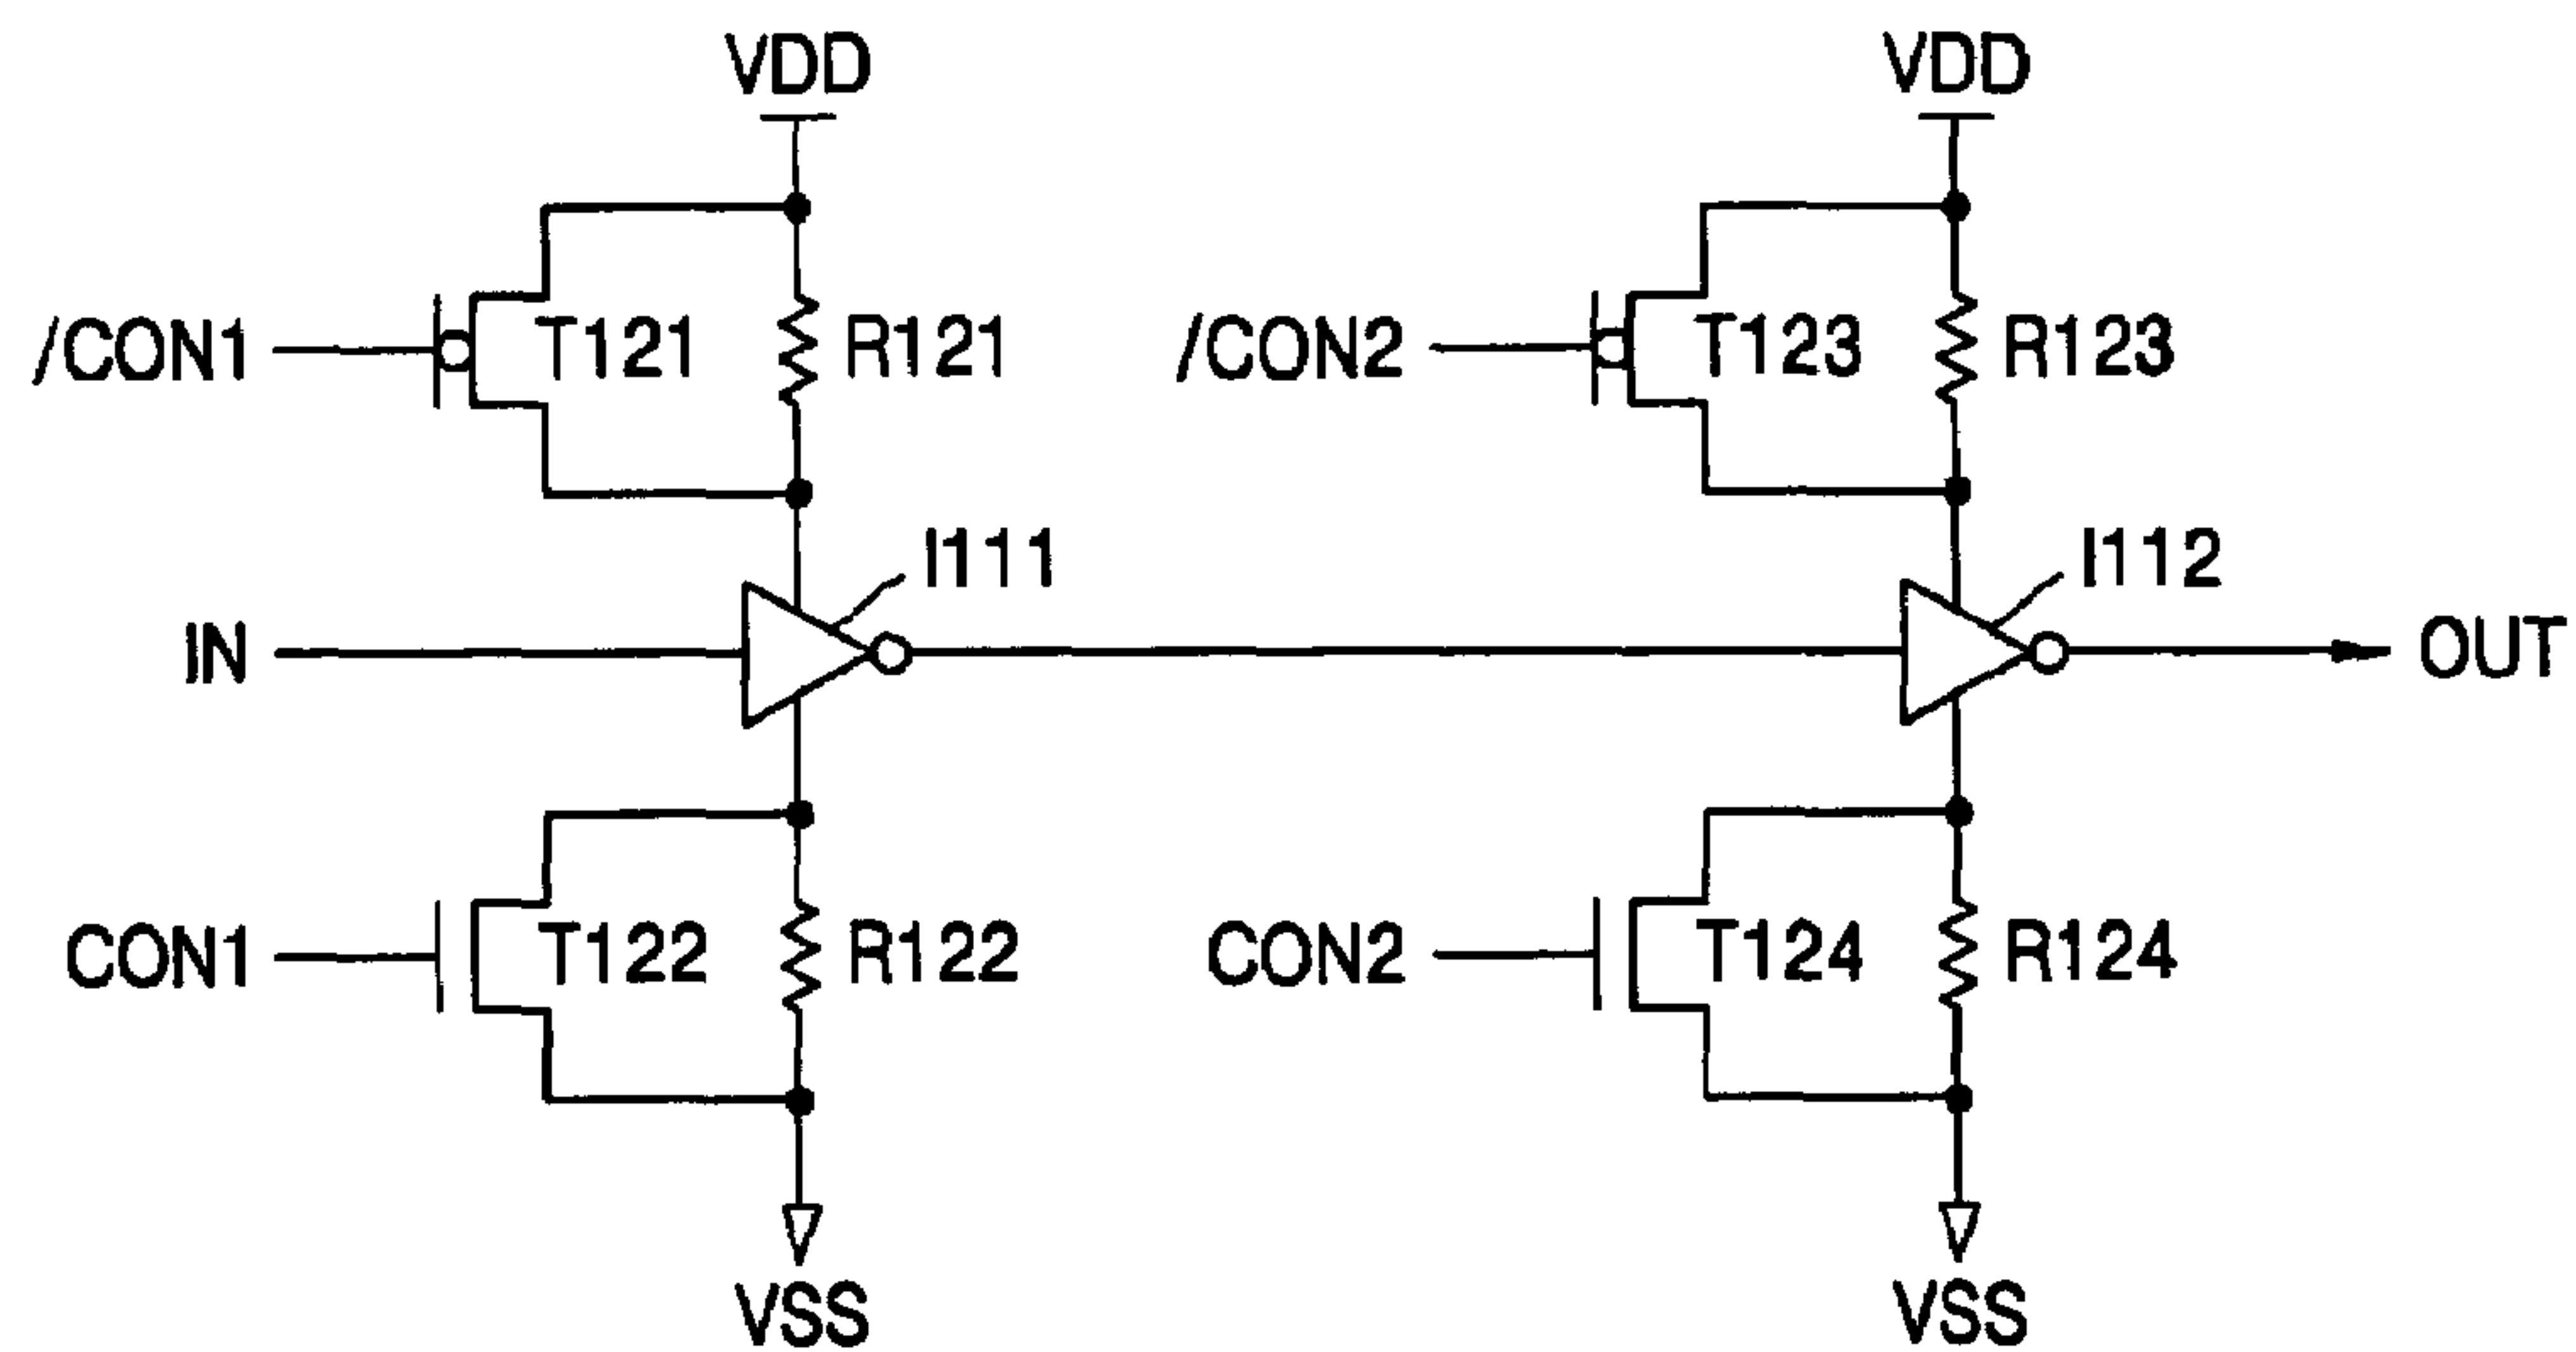 VDD VDD
/CON1 T121 R121 /CON2 T123 R123
I111 I112
IN OUT
CON1 T122 R122 CON2 T124 R124
VSS VSS